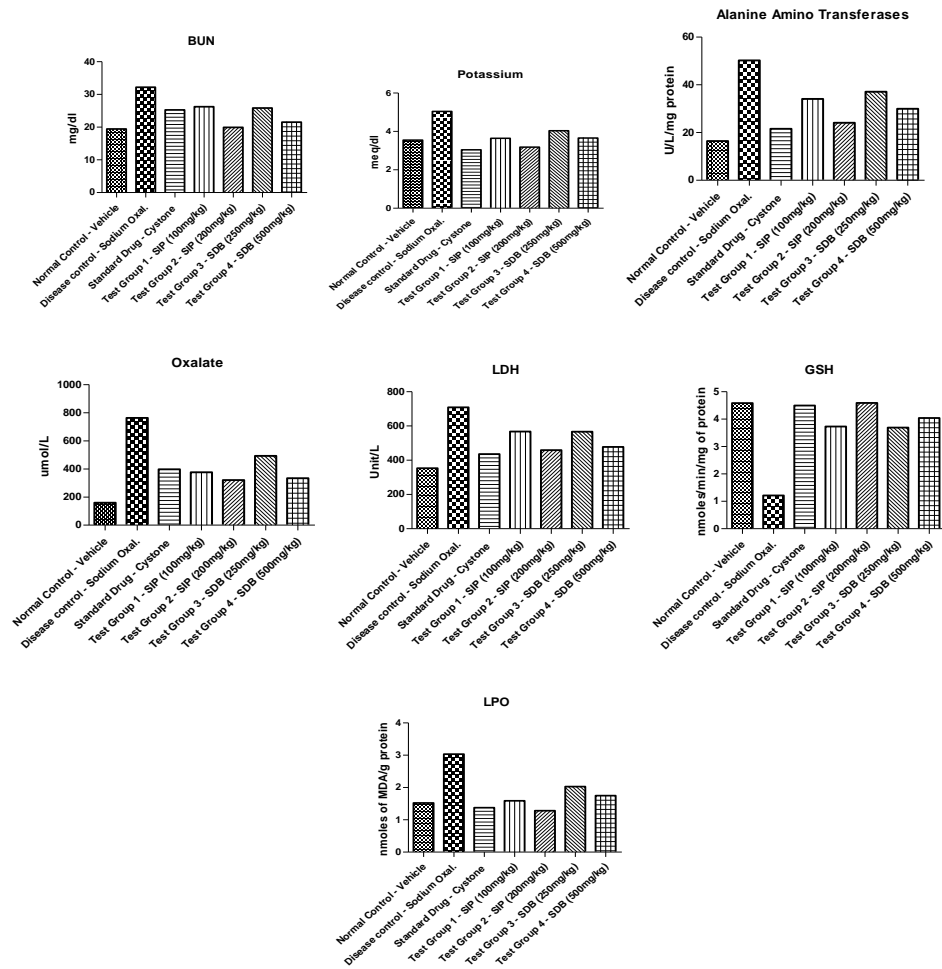 BUN
40
30
20
10
0
mg/dl
Normal Control - Vehicle
Disease control - Sodium Oxal.
Standard Drug - Cystone
Test Group 1 - SIP (100mg/kg)
Test Group 2 - SIP (200mg/kg)
Test Group 3 - SDB (250mg/kg)
Test Group 4 - SDB (500mg/kg)
Potassium
6
4
2
0
meq/dl
Normal Control - Vehicle
Disease control - Sodium Oxal.
Standard Drug - Cystone
Test Group 1 - SIP (100mg/kg)
Test Group 2 - SIP (200mg/kg)
Test Group 3 - SDB (250mg/kg)
Test Group 4 - SDB (500mg/kg)
Alanine Amino Transferases
60
40
20
0
U/L/mg protein
Normal Control - Vehicle
Disease control - Sodium Oxal.
Standard Drug - Cystone
Test Group 1 - SIP (100mg/kg)
Test Group 2 - SIP (200mg/kg)
Test Group 3 - SDB (250mg/kg)
Test Group 4 - SDB (500mg/kg)
Oxalate
1000
800
600
400
200
0
umol/L
Normal Control - Vehicle
Disease control - Sodium Oxal.
Standard Drug - Cystone
Test Group 1 - SIP (100mg/kg)
Test Group 2 - SIP (200mg/kg)
Test Group 3 - SDB (250mg/kg)
Test Group 4 - SDB (500mg/kg)
LDH
800
600
400
200
0
Unit/L
Normal Control - Vehicle
Disease control - Sodium Oxal.
Standard Drug - Cystone
Test Group 1 - SIP (100mg/kg)
Test Group 2 - SIP (200mg/kg)
Test Group 3 - SDB (250mg/kg)
Test Group 4 - SDB (500mg/kg)
GSH
5
4
3
2
1
0
nmoles/min/mg of protein
Normal Control - Vehicle
Disease control - Sodium Oxal.
Standard Drug - Cystone
Test Group 1 - SIP (100mg/kg)
Test Group 2 - SIP (200mg/kg)
Test Group 3 - SDB (250mg/kg)
Test Group 4 - SDB (500mg/kg)
LPO
4
3
2
1
0
nmoles of MDA/g protein
Normal Control - Vehicle
Disease control - Sodium Oxal.
Standard Drug - Cystone
Test Group 1 - SIP (100mg/kg)
Test Group 2 - SIP (200mg/kg)
Test Group 3 - SDB (250mg/kg)
Test Group 4 - SDB (500mg/kg)